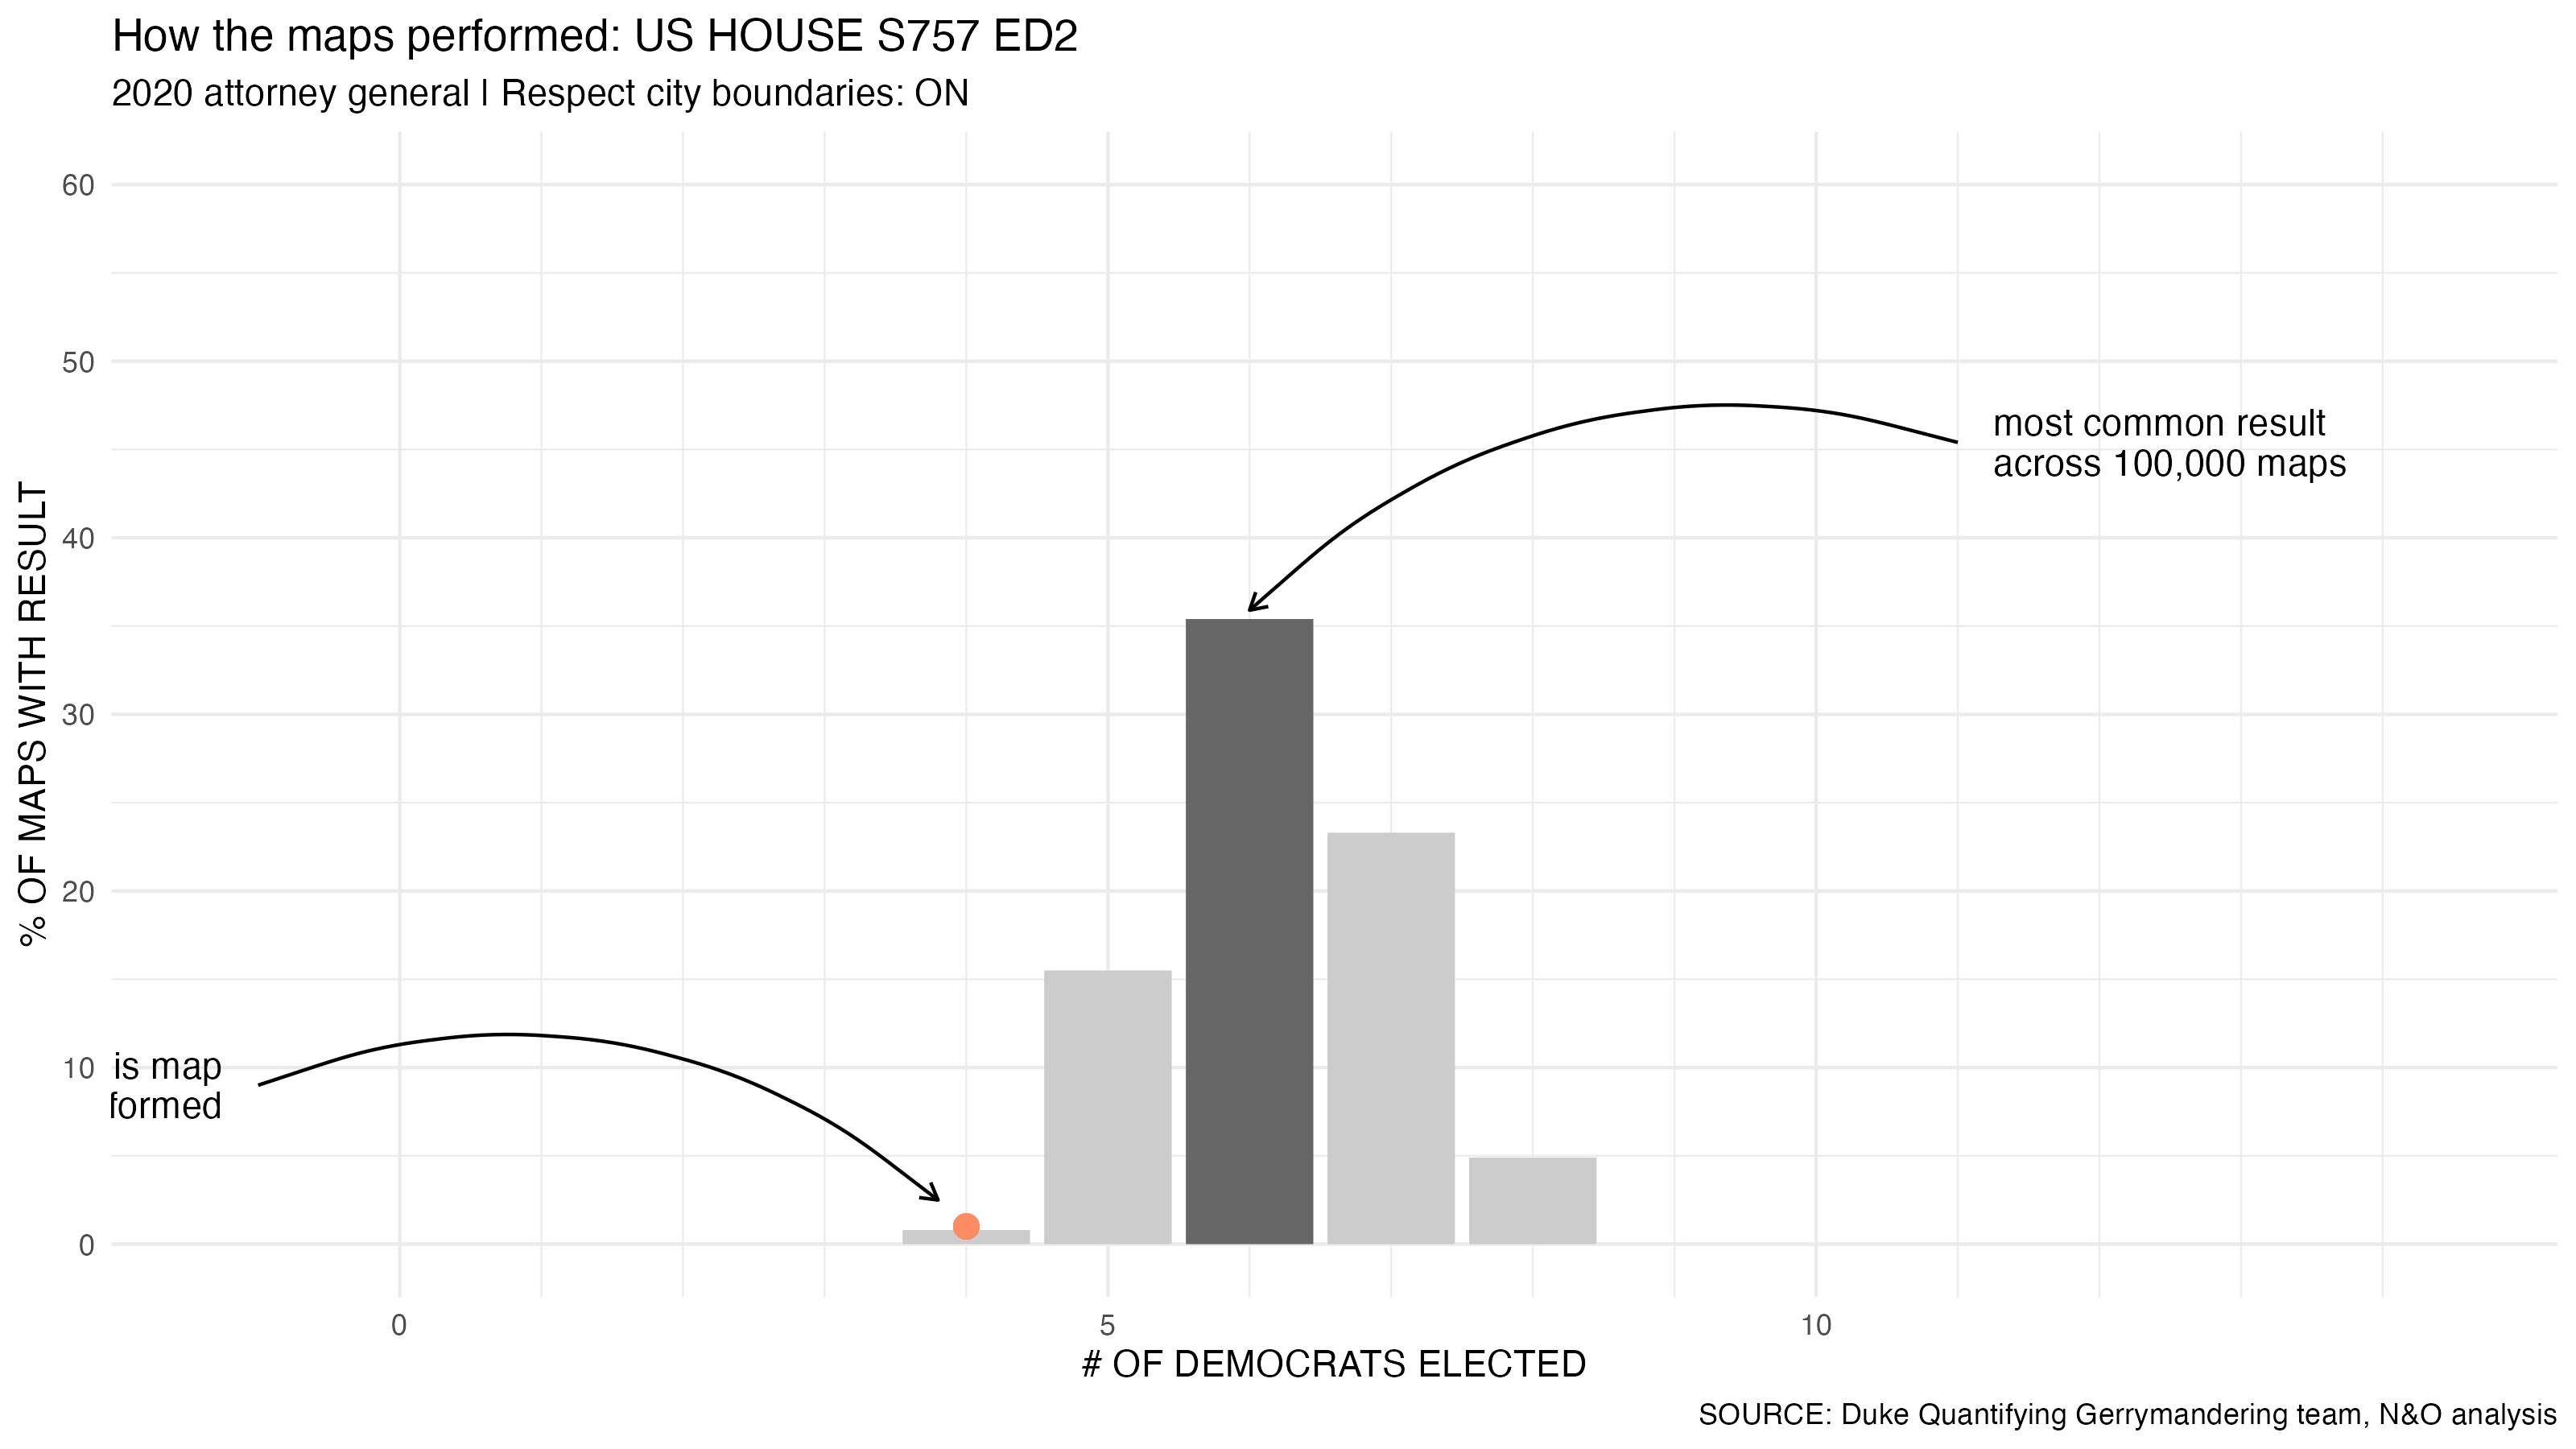 How the maps performed: US HOUSE S757 ED2
2020 attorney general | Respect city boundaries: ON
% OF MAPS WITH RESULT
60
50
40
30
20
10
0
most common result
across 100,000 maps
is map
formed
0
5
10
# OF DEMOCRATS ELECTED
SOURCE: Duke Quantifying Gerrymandering team, N&O analysis